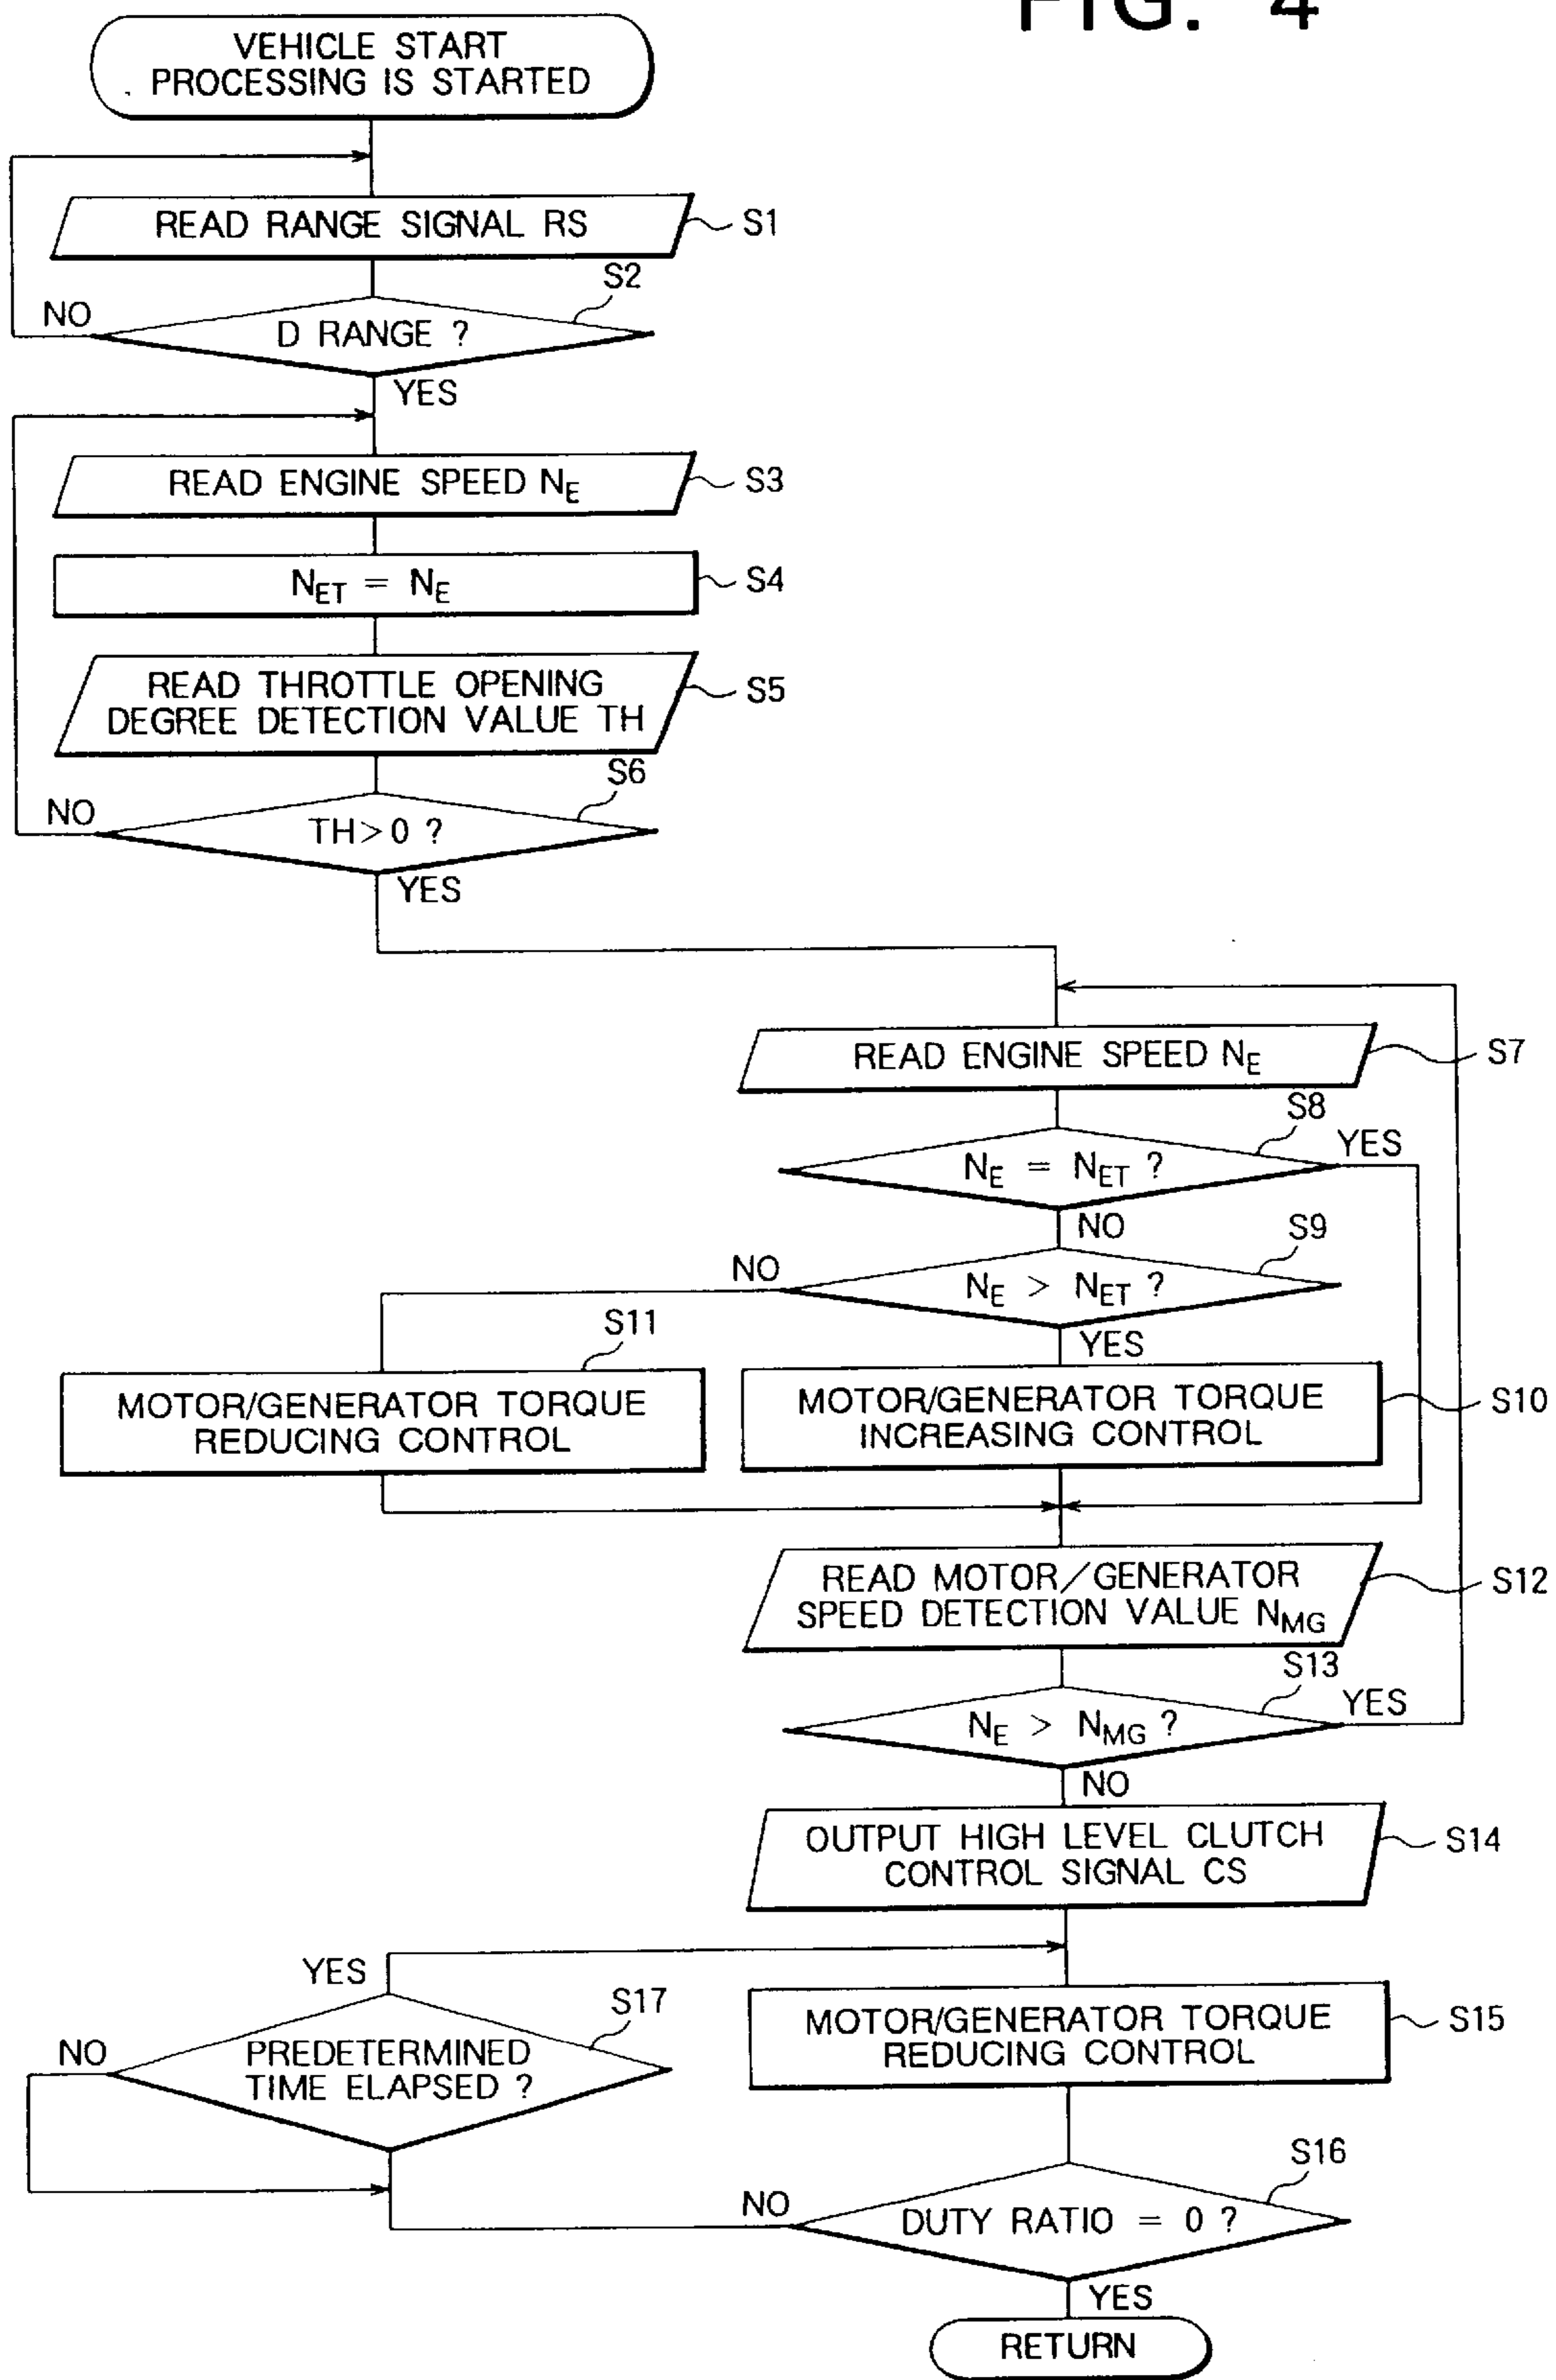 FIG. 4
VEHICLE START
PROCESSING IS STARTED
READ RANGE SIGNAL RS
S1
S2
NO
D RANGE ?
YES
READ ENGINE SPEED NE
S3
NET = NE
S4
READ THROTTLE OPENING
DEGREE DETECTION VALUE TH
S5
S6
NO
TH>0 ?
YES
READ ENGINE SPEED NE
S7
S8
YES
NE = NET ?
NO
S9
NO
NE > NET ?
YES
S11
MOTOR/GENERATOR TORQUE
REDUCING CONTROL
MOTOR/GENERATOR TORQUE
INCREASING CONTROL
S10
READ MOTOR/GENERATOR
SPEED DETECTION VALUE NMG
S12
S13
YES
NE > NMG ?
NO
OUTPUT HIGH LEVEL CLUTCH
CONTROL SIGNAL CS
S14
YES
S17
NO
PREDETERMINED
TIME ELAPSED ?
MOTOR/GENERATOR TORQUE
REDUCING CONTROL
S15
S16
NO
DUTY RATIO = 0 ?
YES
RETURN